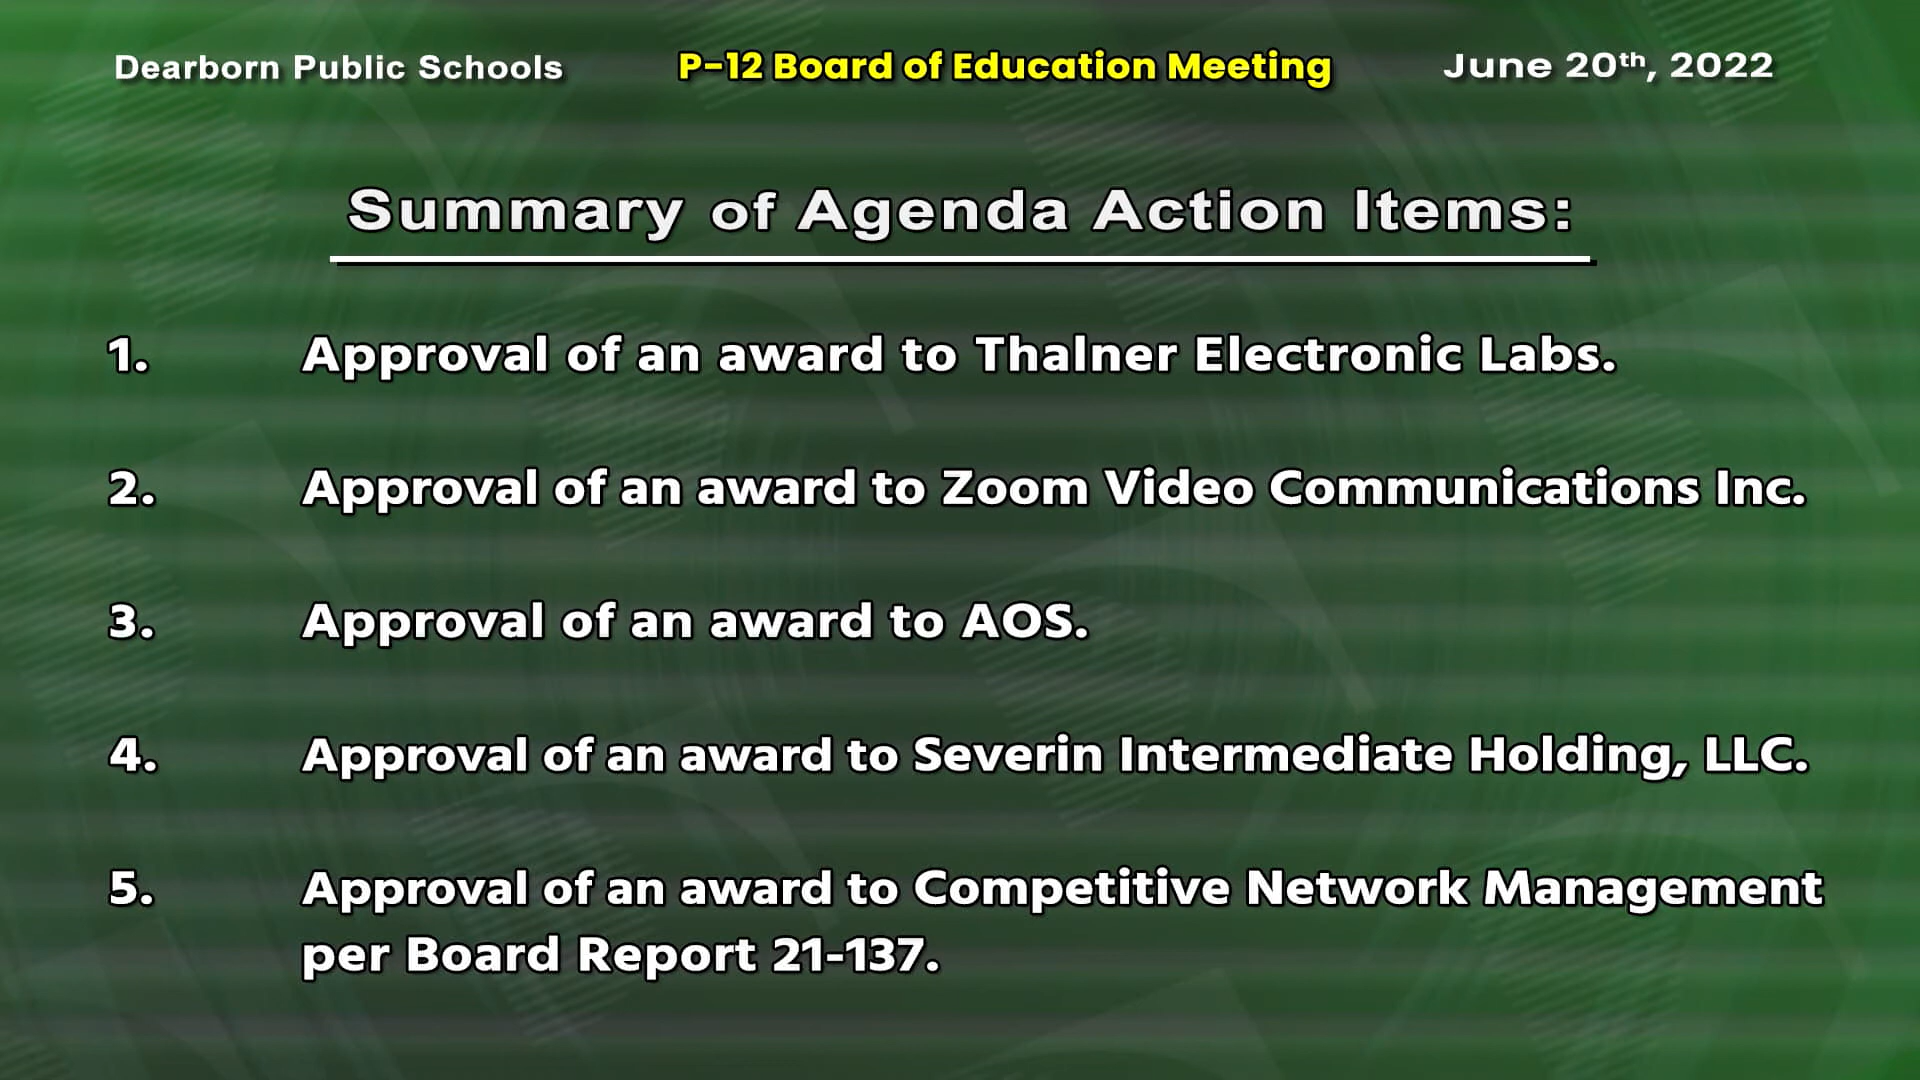 Dearborn Public Schools
P-12 Board of Education Meeting
June 20th, 2022
Summary of Agenda Action Items:
1. Approval of an award to Thalner Electronic Labs.
2. Approval of an award to Zoom Video Communications Inc.
3. Approval of an award to AOS.
4. Approval of an award to Severin Intermediate Holding, LLC.
5. Approval of an award to Competitive Network Management
per Board Report 21-137.